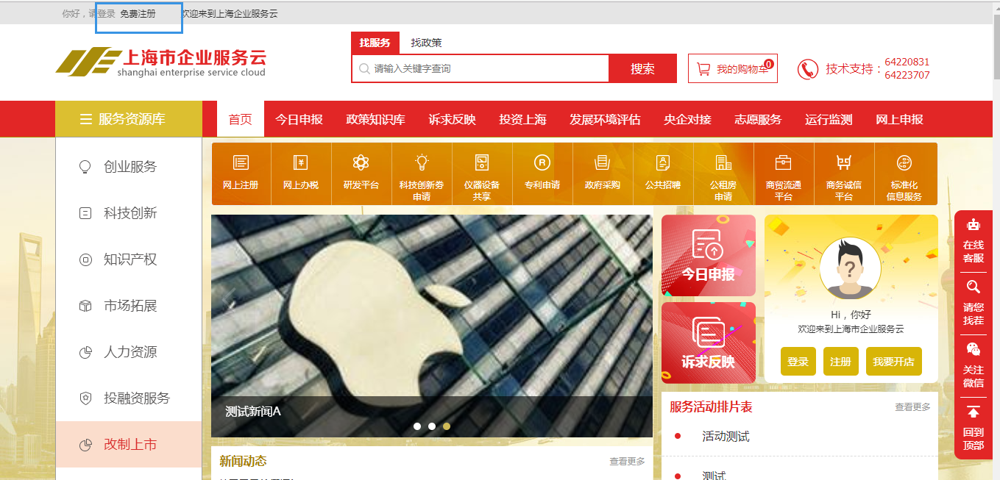 你好，请登录 免费注册 欢迎来到上海企业服务云
上海市企业服务云
shanghai enterprise service cloud
找服务 找政策
请输入关键字查询 搜索
我的购物车 0
技术支持：
64220831
64223707
服务资源库
首页 今日申报 政策知识库 诉求反映 投资上海 发展环境评估 央企对接 志愿服务 运行监测 网上申报
创业服务
科技创新
知识产权
市场拓展
人力资源
投融资服务
改制上市
网上注册
网上办税
研发平台
科技创新券
申请
仪器设备
共享
专利申请
政府采购
公共招聘
公租房
申请
商贸流通
平台
商务诚信
平台
标准化
信息服务
测试新闻A
今日申报
诉求反映
?
Hi，你好
欢迎来到上海市企业服务云
登录 注册 我要开店
新闻动态 查看更多
服务活动排片表 查看更多
活动测试
测试
在线
客服
请您
找茬
关注
微信
回到
顶部